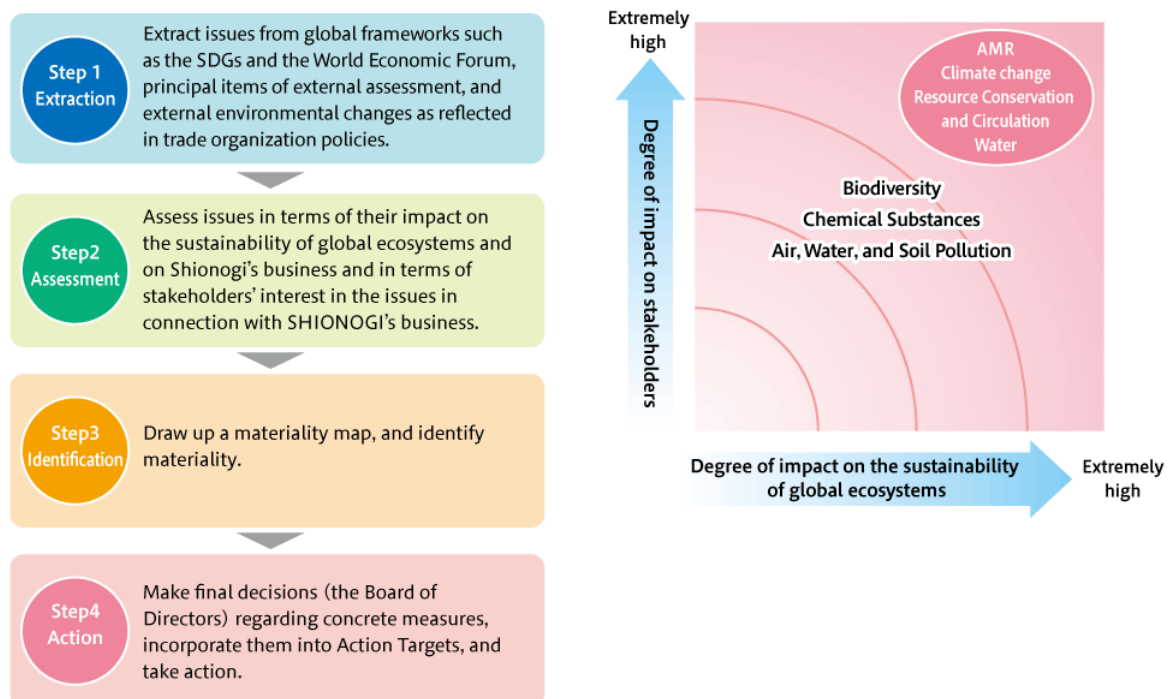 Step 1
Extraction
Extract issues from global frameworks such
as the SDGs and the World Economic Forum,
principal items of external assessment, and
external environmental changes as reflected
in trade organization policies.
Step2
Assessment
Assess issues in terms of their impact on
the sustainability of global ecosystems and
on Shionogi's business and in terms of
stakeholders' interest in the issues in
connection with SHIONOGI's business.
Step3
Identification
Draw up a materiality map, and identify
materiality.
Step4
Action
Make final decisions (the Board of
Directors) regarding concrete measures,
incorporate them into Action Targets, and
take action.
Extremely
high
Degree of impact on stakeholders
AMR
Climate change
Resource Conservation
and Circulation
Water
Biodiversity
Chemical Substances
Air, Water, and Soil Pollution
Degree of impact on the sustainability
of global ecosystems
Extremely
high